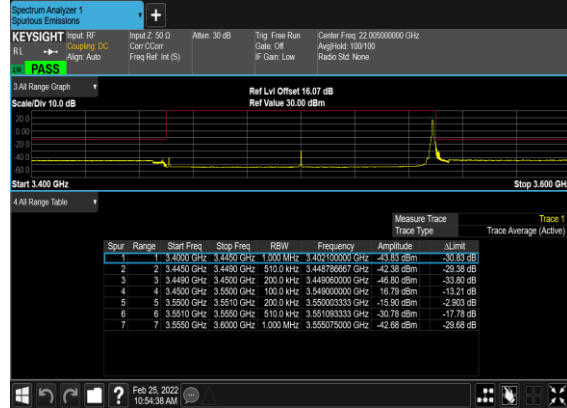 Spectrum Analyzer 1
Spurious Emissions
KEYSIGHT Input: RF Input Z: 50 Ω Atten: 30 dB Trig: Free Run Center Freq: 22.005000000 GHz
RL Coupling: DC Corr CCorr Gate: Off Avg|Hold: 100/100
Align: Auto Freq Ref: Int (S) IF Gain: Low Radio Std: None
PASS
3 All Range Graph
Ref Lvl Offset 16.07 dB
Scale/Div 10.0 dB Ref Value 30.00 dBm
20.0
0.00
-20.0
-40.0
-60.0
Start 3.400 GHz Stop 3.600 GHz
4 All Range Table
Measure Trace Trace 1
Trace Type Trace Average (Active)
Spur Range Start Freq Stop Freq RBW Frequency Amplitude ΔLimit
1 1 3.4000 GHz 3.4450 GHz 1.000 MHz 3.402100000 GHz -43.83 dBm -30.83 dB
2 2 3.4450 GHz 3.4490 GHz 510.0 kHz 3.448786667 GHz -42.38 dBm -29.38 dB
3 3 3.4490 GHz 3.4500 GHz 200.0 kHz 3.449060000 GHz -46.80 dBm -33.80 dB
4 4 3.4500 GHz 3.5500 GHz 100.0 kHz 3.549000000 GHz 16.79 dBm -13.21 dB
5 5 3.5500 GHz 3.5510 GHz 200.0 kHz 3.550003333 GHz -15.90 dBm -2.903 dB
6 6 3.5510 GHz 3.5550 GHz 510.0 kHz 3.551093333 GHz -30.78 dBm -17.78 dB
7 7 3.5550 GHz 3.6000 GHz 1.000 MHz 3.555075000 GHz -42.68 dBm -29.68 dB
? Feb 25, 2022
10:54:38 AM